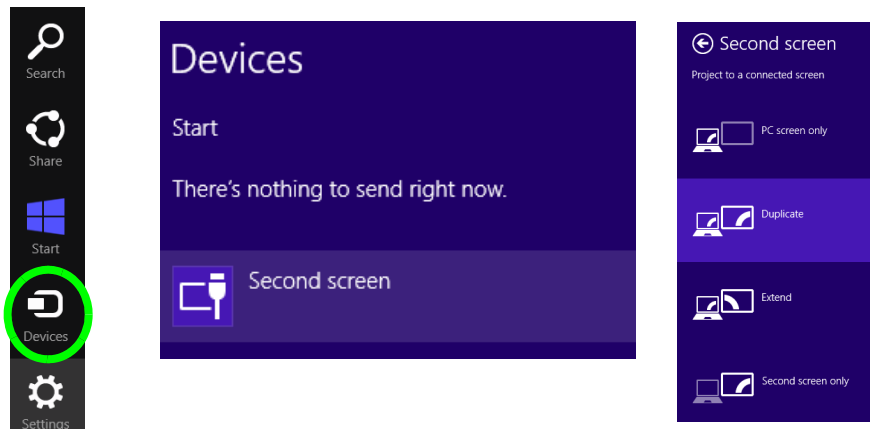 Search
Share
Start
Devices
Settings
Devices
Start
There's nothing to send right now.
Second screen
Second screen
Project to a connected screen
PC screen only
Duplicate
Extend
Second screen only